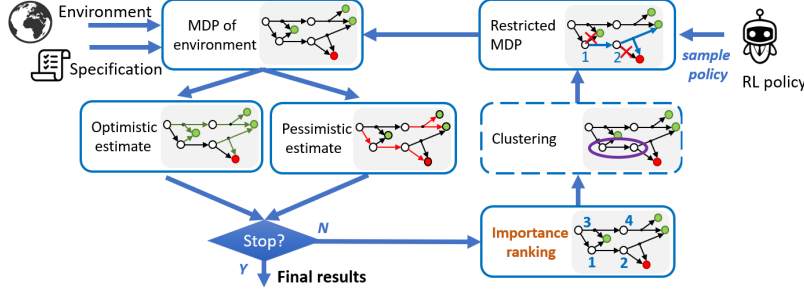 Environment
Specification
MDP of
environment
Restricted
MDP
1 2
sample
policy
RL policy
Optimistic
estimate
Pessimistic
estimate
Clustering
Stop?
N
Y
Final results
Importance
ranking
3 4
1 2